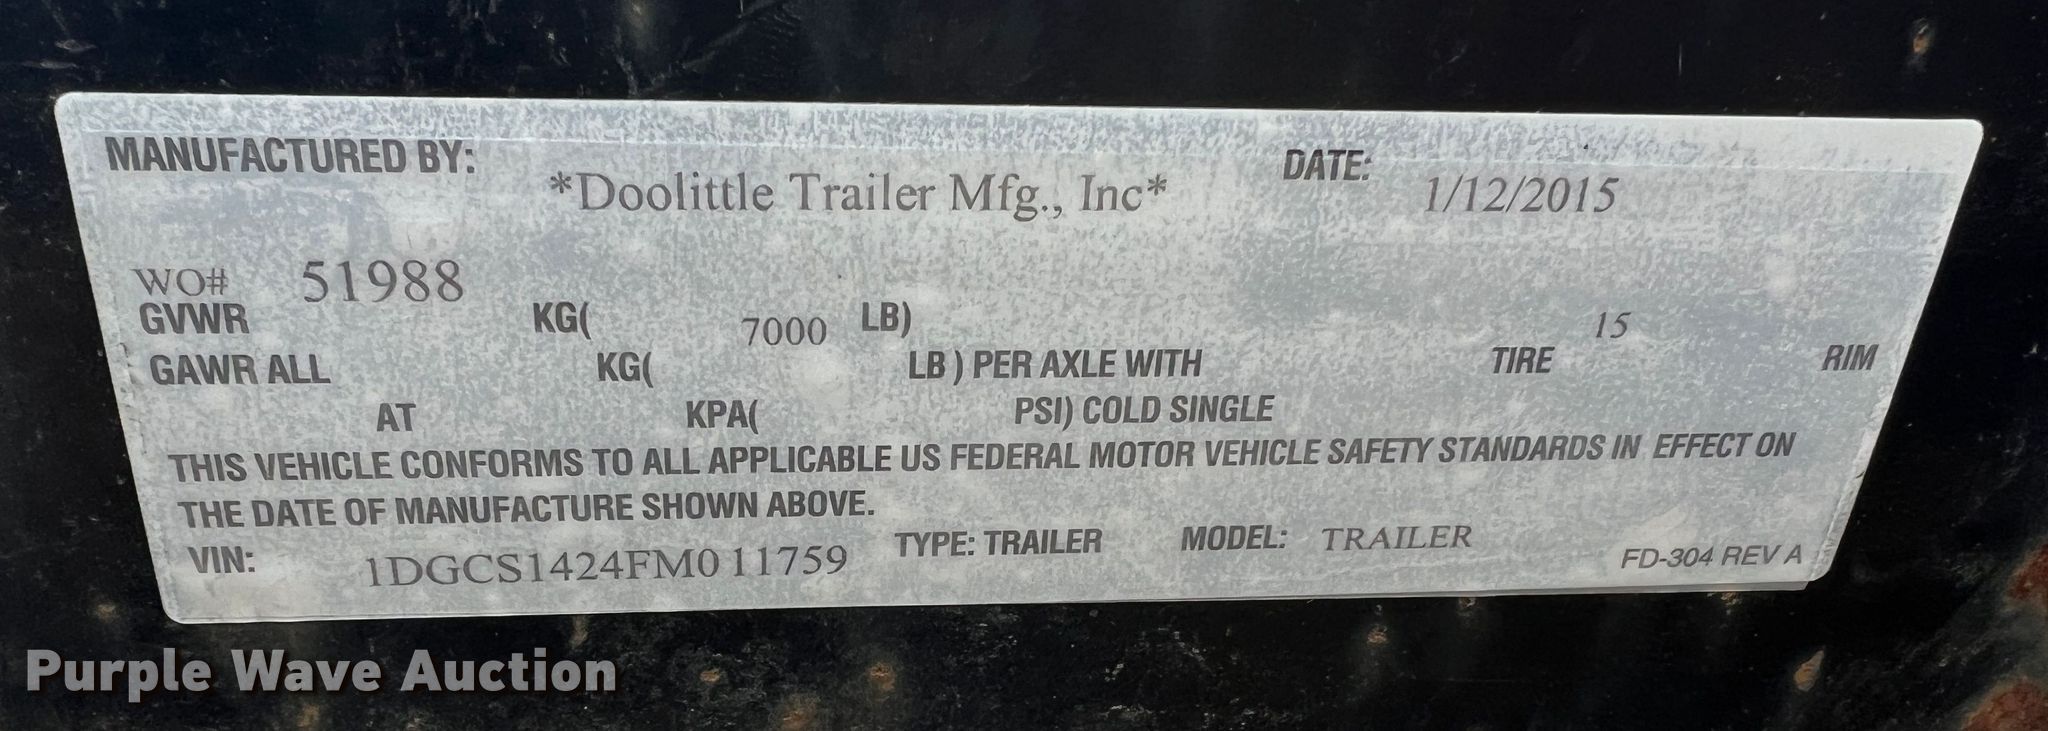 MANUFACTURED BY: *Doolittle Trailer Mfg., Inc* DATE: 1/12/2015
WO# 51988
GVWR KG( 7000 LB) 15
GAWR ALL KG( LB ) PER AXLE WITH TIRE RIM
AT KPA( PSI) COLD SINGLE
THIS VEHICLE CONFORMS TO ALL APPLICABLE US FEDERAL MOTOR VEHICLE SAFETY STANDARDS IN EFFECT ON
THE DATE OF MANUFACTURE SHOWN ABOVE.
VIN: 1DGCS1424FM011759 TYPE: TRAILER MODEL: TRAILER FD-304 REV A
Purple Wave Auction